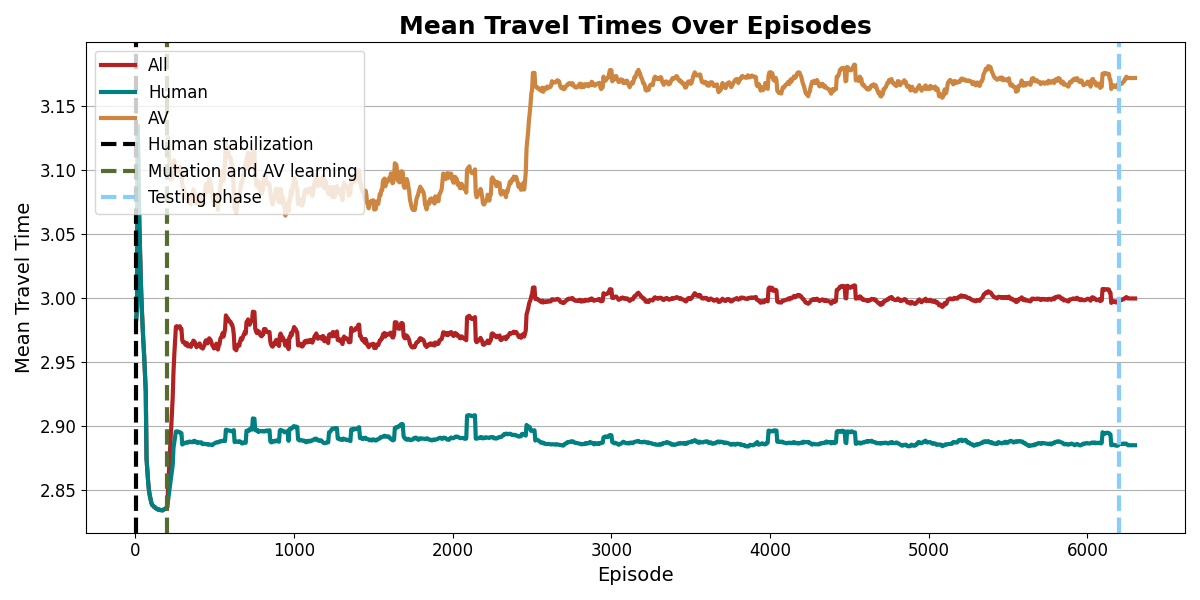 Mean Travel Times Over Episodes
All
Human
AV
Human stabilization
Mutation and AV learning
Testing phase
3.15
3.10
3.05
3.00
2.95
2.90
2.85
Mean Travel Time
0 1000 2000 3000 4000 5000 6000
Episode